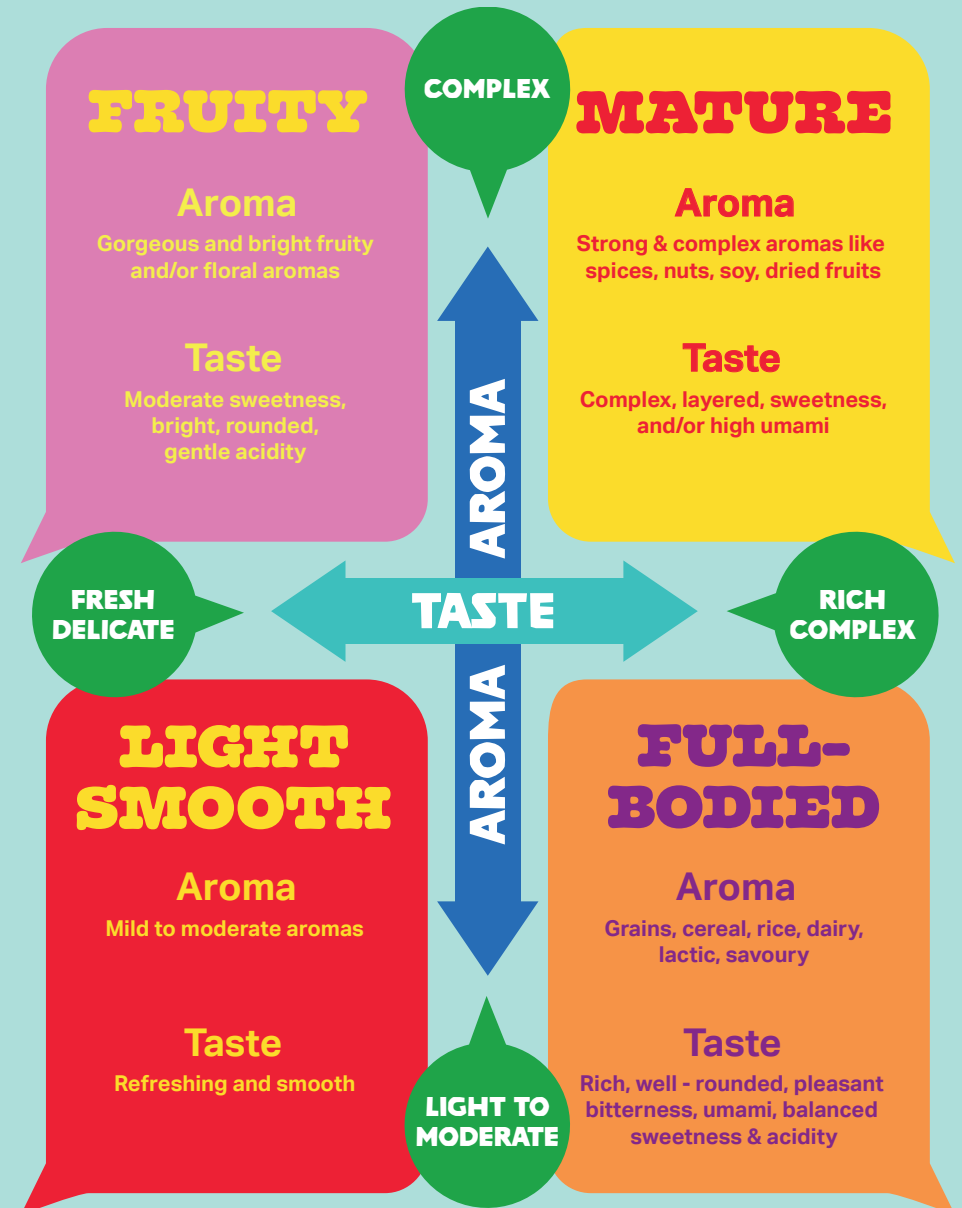 COMPLEX
FRUITY
Aroma
Gorgeous and bright fruity
and/or floral aromas
Taste
Moderate sweetness,
bright, rounded,
gentle acidity
MATURE
Aroma
Strong & complex aromas like
spices, nuts, soy, dried fruits
Taste
Complex, layered, sweetness,
and/or high umami
AROMA
FRESH
DELICATE
TASTE
RICH
COMPLEX
AROMA
LIGHT
SMOOTH
Aroma
Mild to moderate aromas
Taste
Refreshing and smooth
FULL-
BODIED
Aroma
Grains, cereal, rice, dairy,
lactic, savoury
Taste
Rich, well - rounded, pleasant
bitterness, umami, balanced
sweetness & acidity
LIGHT TO
MODERATE